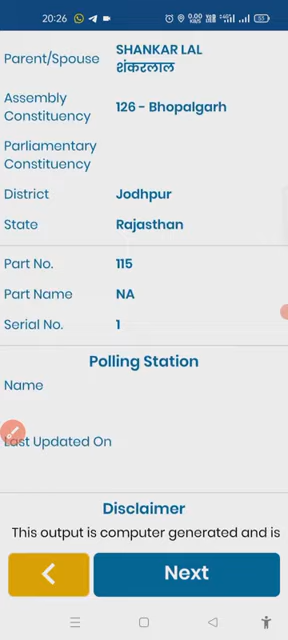 20:26
Parent/Spouse SHANKAR LAL
शंकरलाल
Assembly Constituency 126 - Bhopalgarh
Parliamentary Constituency
District Jodhpur
State Rajasthan
Part No. 115
Part Name NA
Serial No. 1
Polling Station
Name
Last Updated On
Disclaimer
This output is computer generated and is
Next